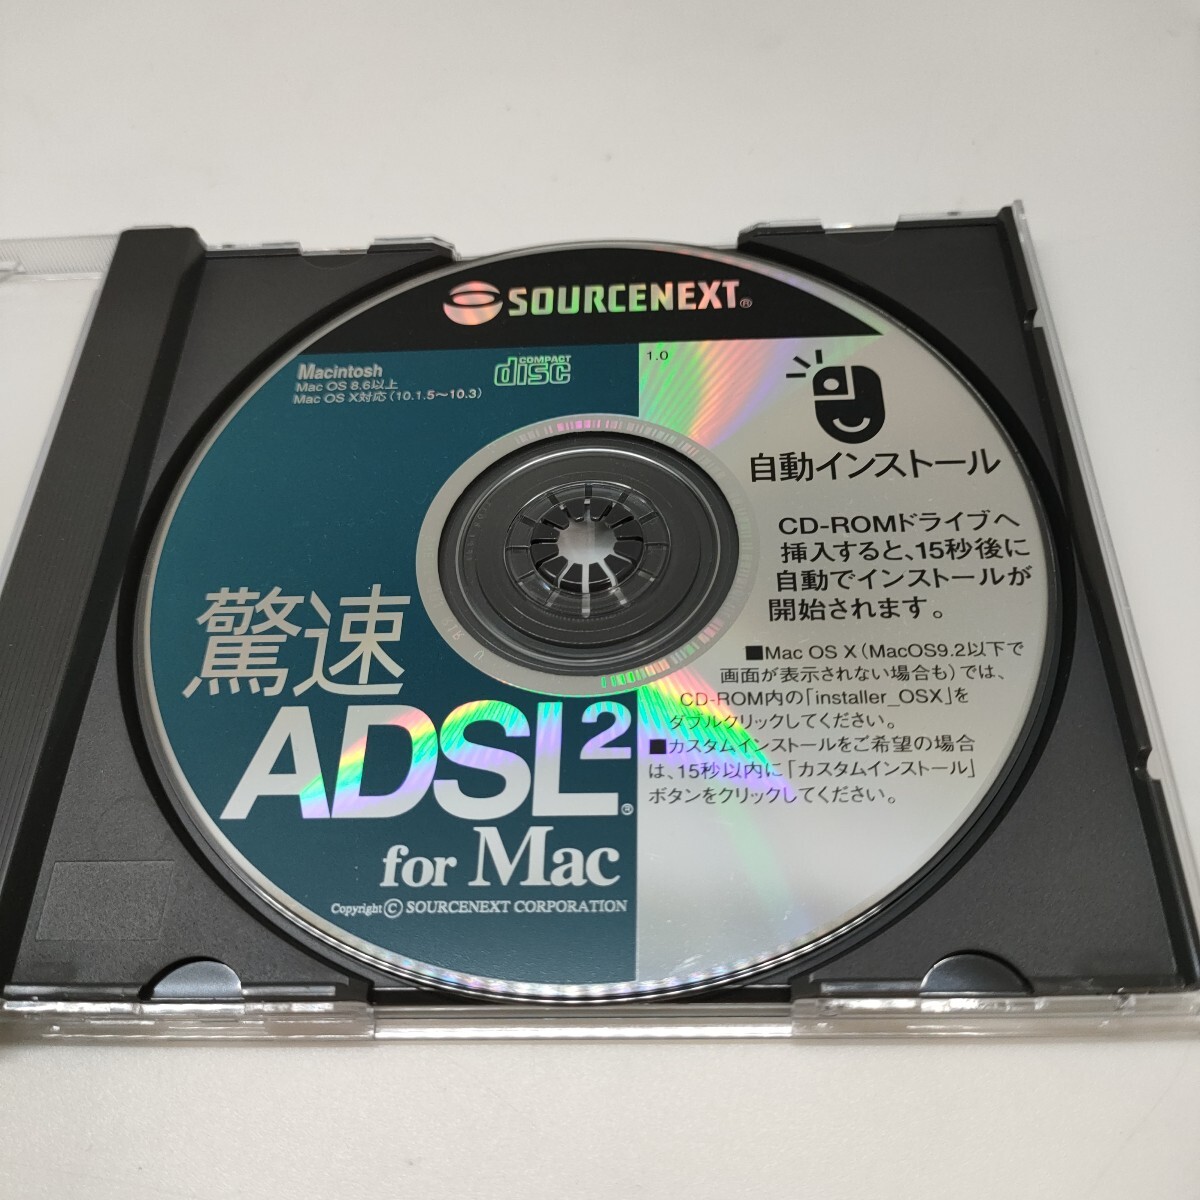 SOURCENEXT®
Macintosh
Mac OS 8.6以上
Mac OS X対応（10.1.5〜10.3）
COMPACT
disc
1.0
自動インストール
CD-ROMドライブへ
挿入すると、15秒後に
自動でインストールが
開始されます。
■Mac OS X（MacOS9.2以下で
画面が表示されない場合も）では、
CD-ROM内の「installer_OSX」を
ダブルクリックしてください。
■カスタムインストールをご希望の場合
は、15秒以内に「カスタムインストール」
ボタンをクリックしてください。
驚速
ADSL2®
for Mac
Copyright © SOURCENEXT CORPORATION